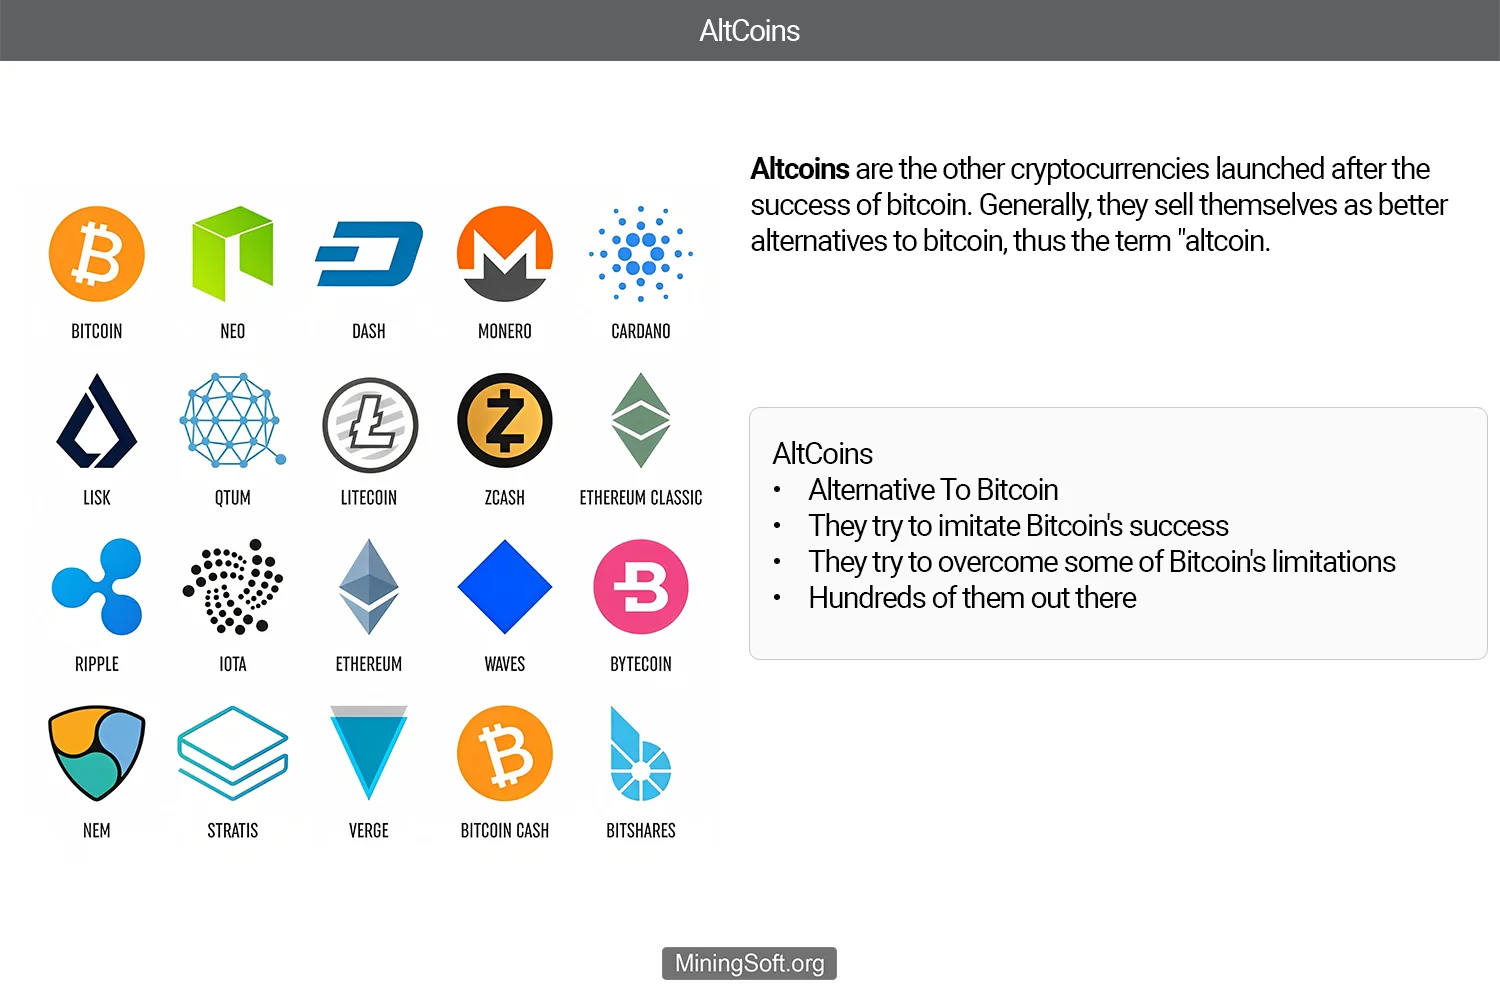 AltCoins
Altcoins are the other cryptocurrencies launched after the
success of bitcoin. Generally, they sell themselves as better
alternatives to bitcoin, thus the term "altcoin.
BITCOIN
NEO
DASH
MONERO
CARDANO
LISK
QTUM
LITECOIN
ZCASH
ETHEREUM CLASSIC
RIPPLE
IOTA
ETHEREUM
WAVES
BYTECOIN
NEM
STRATIS
VERGE
BITCOIN CASH
BITSHARES
AltCoins
• Alternative To Bitcoin
• They try to imitate Bitcoin's success
• They try to overcome some of Bitcoin's limitations
• Hundreds of them out there
MiningSoft.org